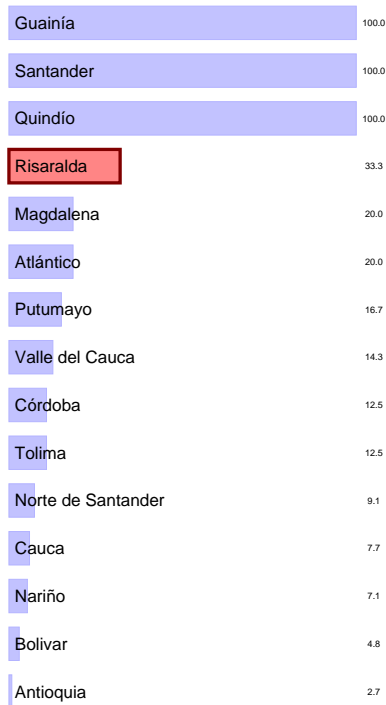 Guainía 100.0
Santander 100.0
Quindío 100.0
Risaralda 33.3
Magdalena 20.0
Atlántico 20.0
Putumayo 16.7
Valle del Cauca 14.3
Córdoba 12.5
Tolima 12.5
Norte de Santander 9.1
Cauca 7.7
Nariño 7.1
Bolivar 4.8
Antioquia 2.7